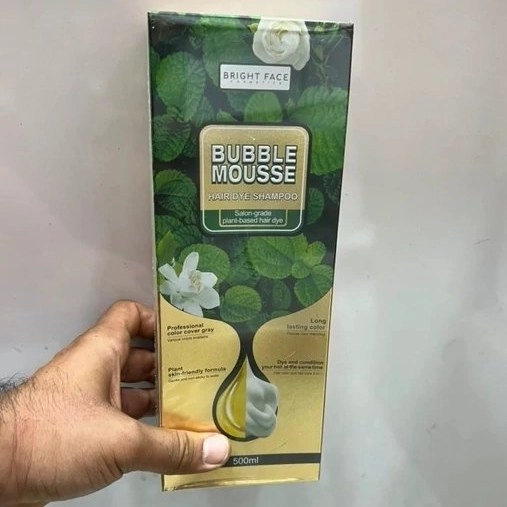 BRIGHT FACE
COSMETICS
BUBBLE
MOUSSE
HAIR DYE SHAMPOO
Salon-grade
plant-based hair dye
Professional
color cover gray
Long
lasting color
Plant
skin-friendly formula
Dye and condition
your hair at the same time
500ml